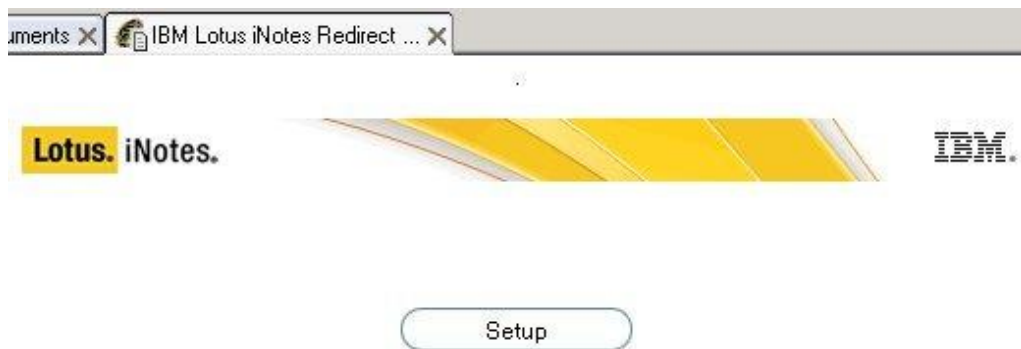 uments IBM Lotus iNotes Redirect ...
Lotus. iNotes. IBM.
Setup